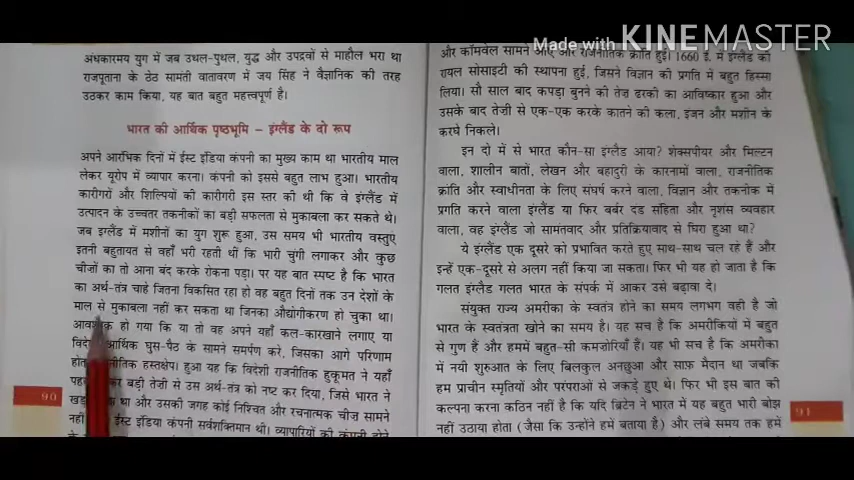 Made with KINEMASTER
अंधकारमय युग में जब उथल-पुथल, युद्ध और उपद्रवों से माहौल भरा था
राजपूताना के ठेठ सामंती वातावरण में जय सिंह ने वैज्ञानिक की तरह
उठकर काम किया, यह बात बहुत महत्त्वपूर्ण है।
भारत की आर्थिक पृष्ठभूमि – इंग्लैंड के दो रूप
अपने आरंभिक दिनों में ईस्ट इंडिया कंपनी का मुख्य काम था भारतीय माल
लेकर यूरोप में व्यापार करना। कंपनी को इससे बहुत लाभ हुआ। भारतीय
कारीगरों और शिल्पियों की कारीगरी इस स्तर की थी कि वे इंग्लैंड में
उत्पादन के उच्चतर तकनीकों का बड़ी सफलता से मुकाबला कर सकते थे।
जब इंग्लैंड में मशीनों का युग शुरू हुआ, उस समय भी भारतीय वस्तुएँ
इतनी बहुतायत से वहाँ भरी रहती थीं कि भारी चुंगी लगाकर और कुछ
चीज़ों का तो आना बंद करके रोकना पड़ा। पर यह बात स्पष्ट है कि भारत
का अर्थ-तंत्र चाहे जितना विकसित रहा हो वह बहुत दिनों तक उन देशों के
माल से मुकाबला नहीं कर सकता था जिनका औद्योगीकरण हो चुका था।
हो गया कि या तो वह अपने यहाँ कल-कारखाने लगाए या
आर्थिक घुस-पैठ के सामने समर्पण करे, जिसका आगे परिणाम
हस्तक्षेप। हुआ यह कि विदेशी राजनीतिक हुकूमत ने यहाँ
कर बड़ी तेज़ी से उस अर्थ-तंत्र को नष्ट कर दिया, जिसे भारत ने
था और उसकी जगह कोई निश्चित और रचनात्मक चीज़ सामने
ईस्ट इंडिया कंपनी सर्वशक्तिमान थी। व्यापारियों की कंपनी होने
90
और कॉमवेल सामने आए और राजनीतिक क्रांति हुई। 1660 ई. में इंग्लैंड की
रायल सोसाइटी की स्थापना हुई, जिसने विज्ञान की प्रगति में बहुत हिस्सा
लिया। सौ साल बाद कपड़ा बुनने की तेज़ ढरकी का आविष्कार हुआ और
उसके बाद तेज़ी से एक-एक करके कातने की कला, इंजन और मशीन के
करघे निकले।
इन दो में से भारत कौन-सा इंग्लैंड आया? शेक्सपीयर और मिल्टन
वाला, शालीन बातों, लेखन और बहादुरी के कारनामों वाला, राजनीतिक
क्रांति और स्वाधीनता के लिए संघर्ष करने वाला, विज्ञान और तकनीक में
प्रगति करने वाला इंग्लैंड या फिर बर्बर दंड संहिता और नृशंस व्यवहार
वाला, वह इंग्लैंड जो सामंतवाद और प्रतिक्रियावाद से घिरा हुआ था?
ये इंग्लैंड एक दूसरे को प्रभावित करते हुए साथ-साथ चल रहे हैं और
इन्हें एक-दूसरे से अलग नहीं किया जा सकता। फिर भी यह हो जाता है कि
गलत इंग्लैंड गलत भारत के संपर्क में आकर उसे बढ़ावा दे।
संयुक्त राज्य अमरीका के स्वतंत्र होने का समय लगभग वही है जो
भारत के स्वतंत्रता खोने का समय है। यह सच है कि अमरीकियों में बहुत
से गुण हैं और हममें बहुत-सी कमज़ोरियाँ हैं। यह भी सच है कि अमरीका
में नयी शुरुआत के लिए बिलकुल अनछुआ और साफ़ मैदान था जबकि
हम प्राचीन स्मृतियों और परंपराओं से जकड़े हुए थे। फिर भी इस बात की
कल्पना करना कठिन नहीं है कि यदि ब्रिटेन ने भारत में यह बहुत भारी बोझ
नहीं उठाया होता (जैसा कि उन्होंने हमें बताया है) और लंबे समय तक हमें
91